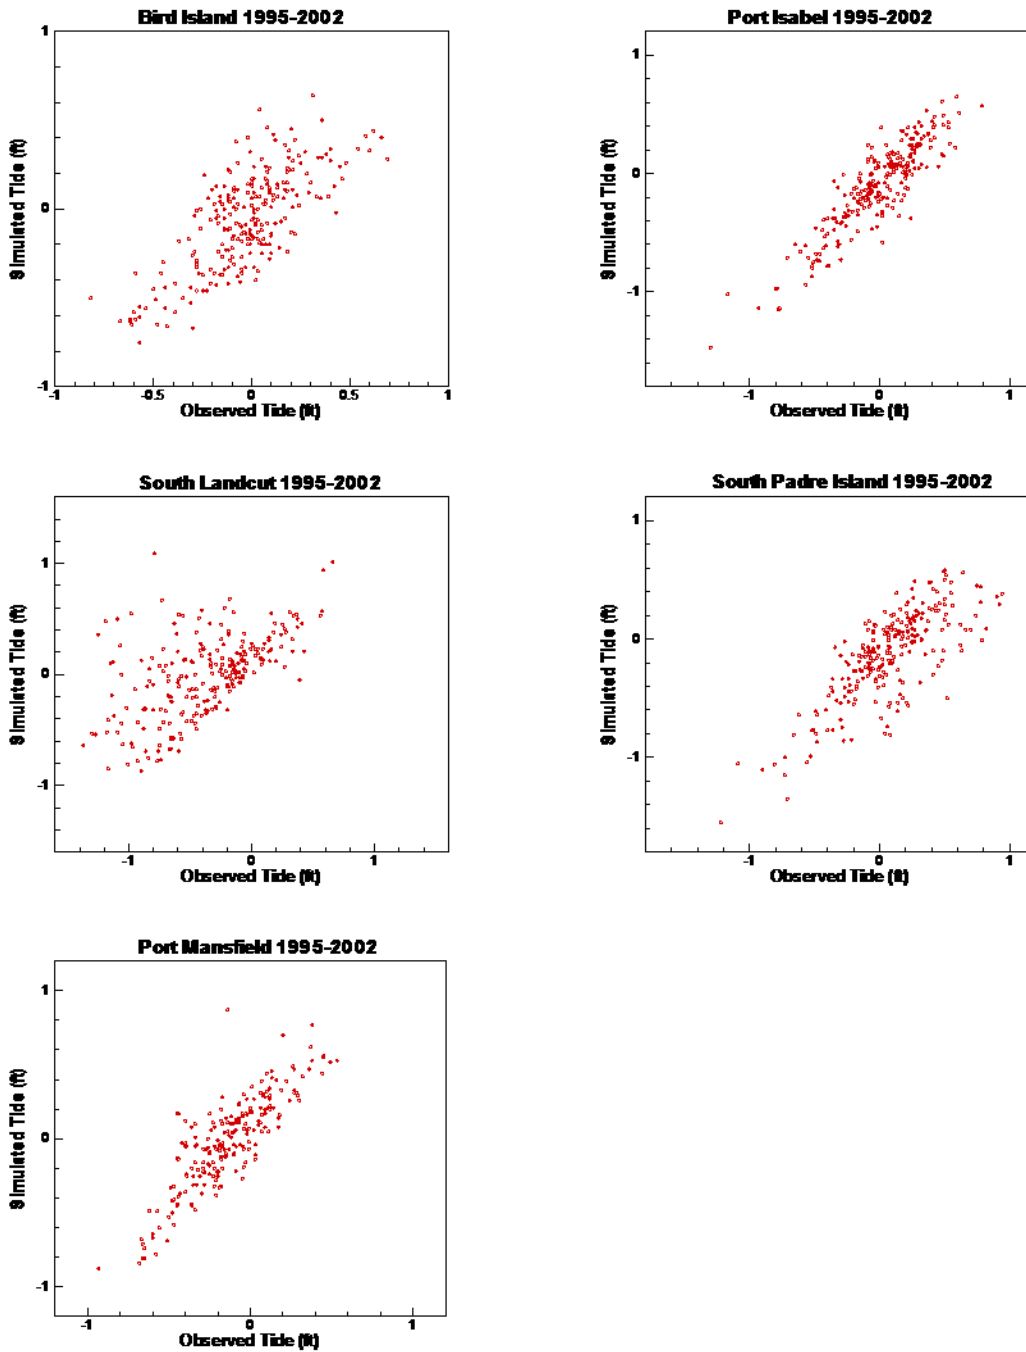 Bird Island 1995-2002
1
0
-1
Simulated Tide (ft)
-1
-0.5
0
0.5
1
Observed Tide (ft)
Port Isabel 1995-2002
1
0
-1
Simulated Tide (ft)
-1
0
1
Observed Tide (ft)
South Landcut 1995-2002
1
0
-1
Simulated Tide (ft)
-1
0
1
Observed Tide (ft)
South Padre Island 1995-2002
1
0
-1
Simulated Tide (ft)
-1
0
1
Observed Tide (ft)
Port Mansfield 1995-2002
1
0
-1
Simulated Tide (ft)
-1
0
1
Observed Tide (ft)